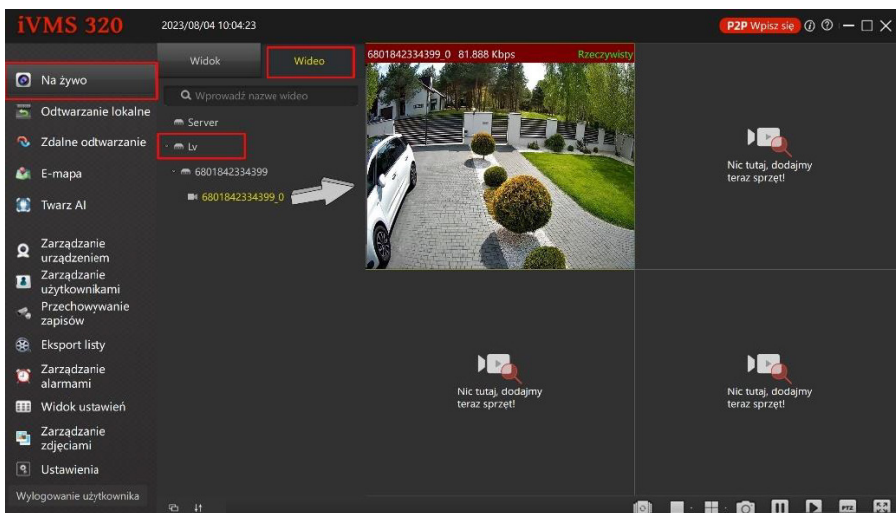 iVMS 320
2023/08/04 10:04:23
P2P Wpisz się
Na żywo
Odtwarzanie lokalne
Zdalne odtwarzanie
E-mapa
Twarz AI
Zarządzanie
urządzeniem
Zarządzanie
użytkownikami
Przechowywanie
zapisów
Eksport listy
Zarządzanie
alarmami
Widok ustawień
Zarządzanie
zdjęciami
Ustawienia
Wylogowanie użytkownika
Widok
Wideo
Wprowadź nazwe wideo
Server
Lv
6801842334399
6801842334399_0
6801842334399_0 81.888 Kbps Rzeczywisty
Nic tutaj, dodajmy
teraz sprzęt!
Nic tutaj, dodajmy
teraz sprzęt!
Nic tutaj, dodajmy
teraz sprzęt!
PTZ